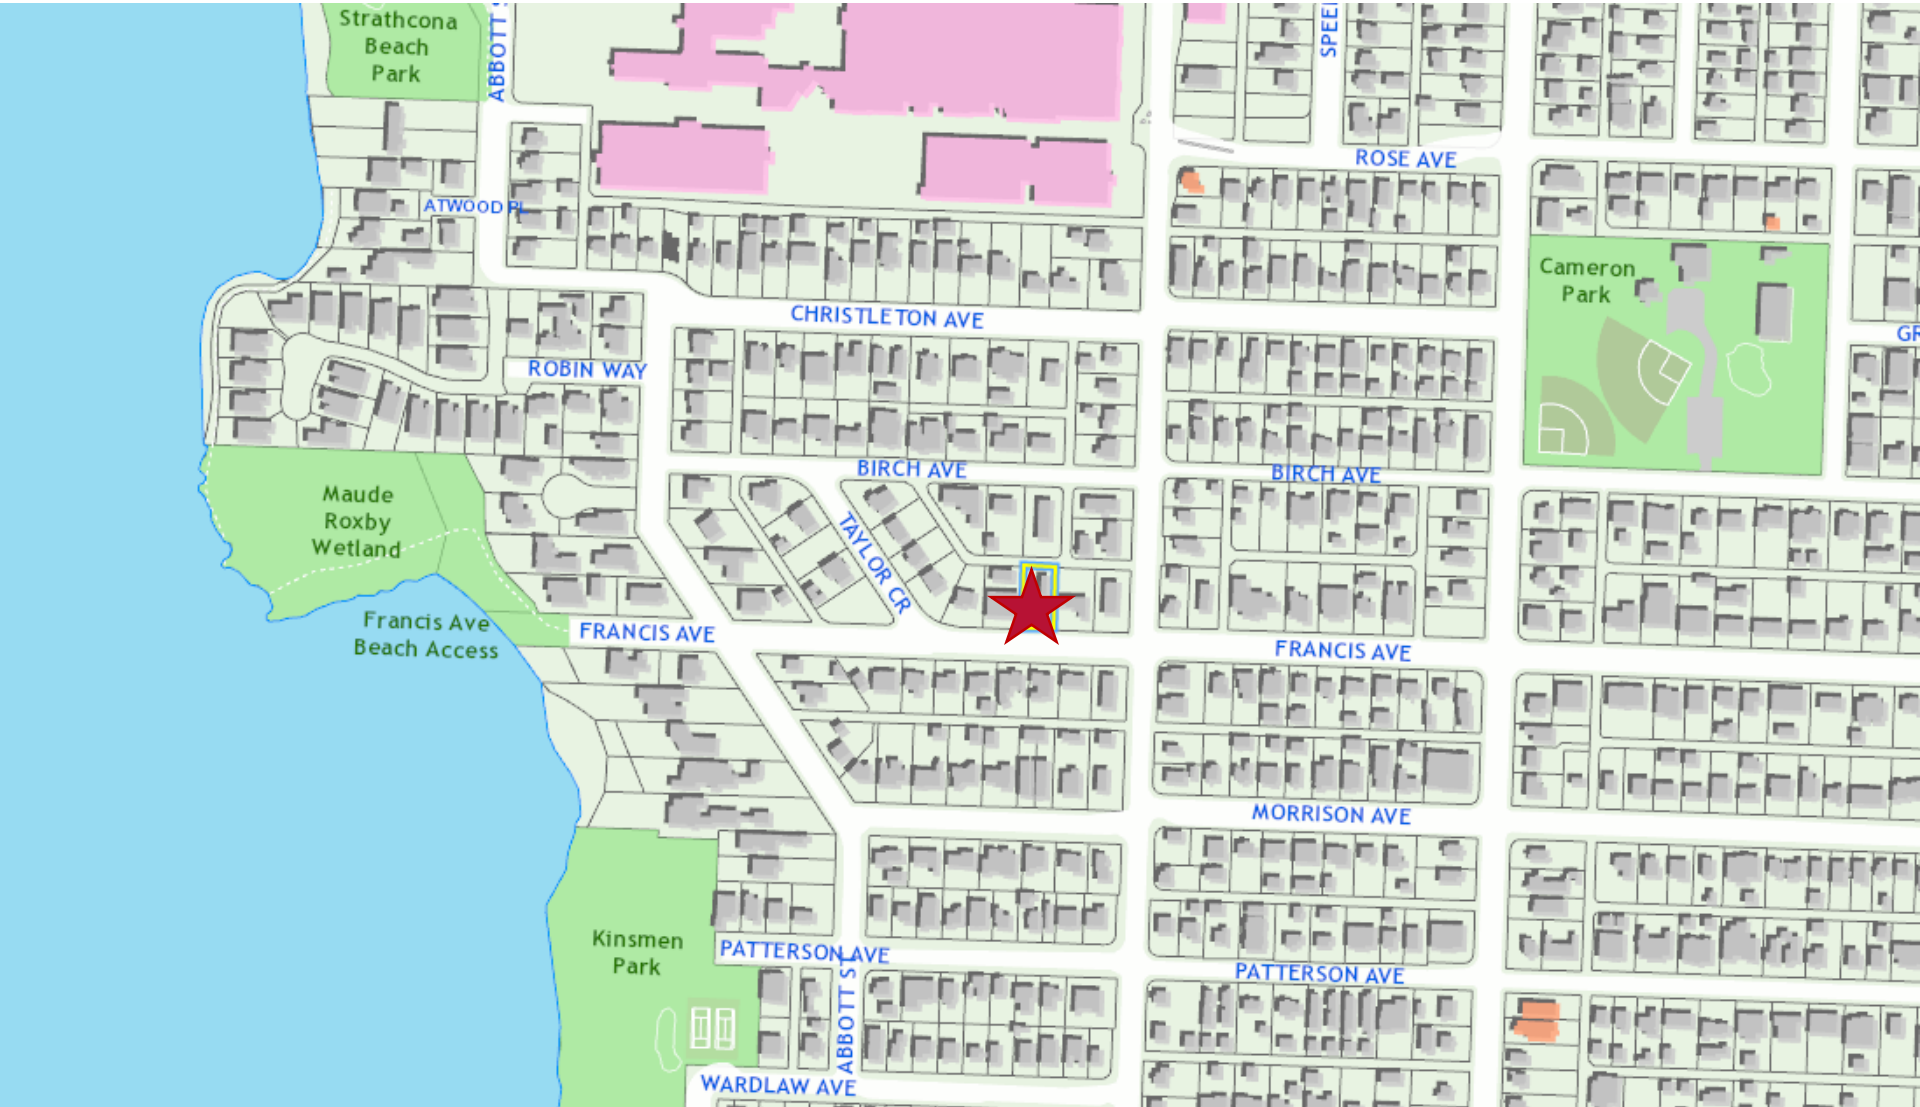 Strathcona
Beach
Park
ABBOTT S
SPEE
ROSE AVE
ATWOOD PL
Cameron
Park
CHRISTLETON AVE
GR
ROBIN WAY
BIRCH AVE
BIRCH AVE
Maude
Roxby
Wetland
TAYLOR CR
Francis Ave
Beach Access
FRANCIS AVE
FRANCIS AVE
MORRISON AVE
Kinsmen
Park
PATTERSON AVE
PATTERSON AVE
ABBOTT ST
WARDLAW AVE